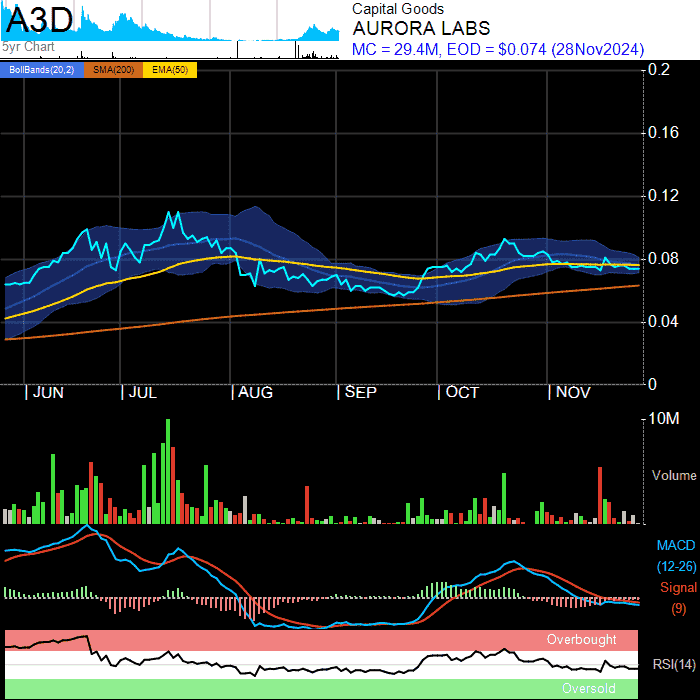 A3D
5yr Chart
Capital Goods
AURORA LABS
MC = 29.4M, EOD = $0.074 (28Nov2024)
BollBands(20,2) SMA(200) EMA(50)
0.2
0.16
0.12
0.08
0.04
0
JUN JUL AUG SEP OCT NOV
10M
Volume
MACD
(12-26)
Signal
(9)
Overbought
RSI(14)
Oversold